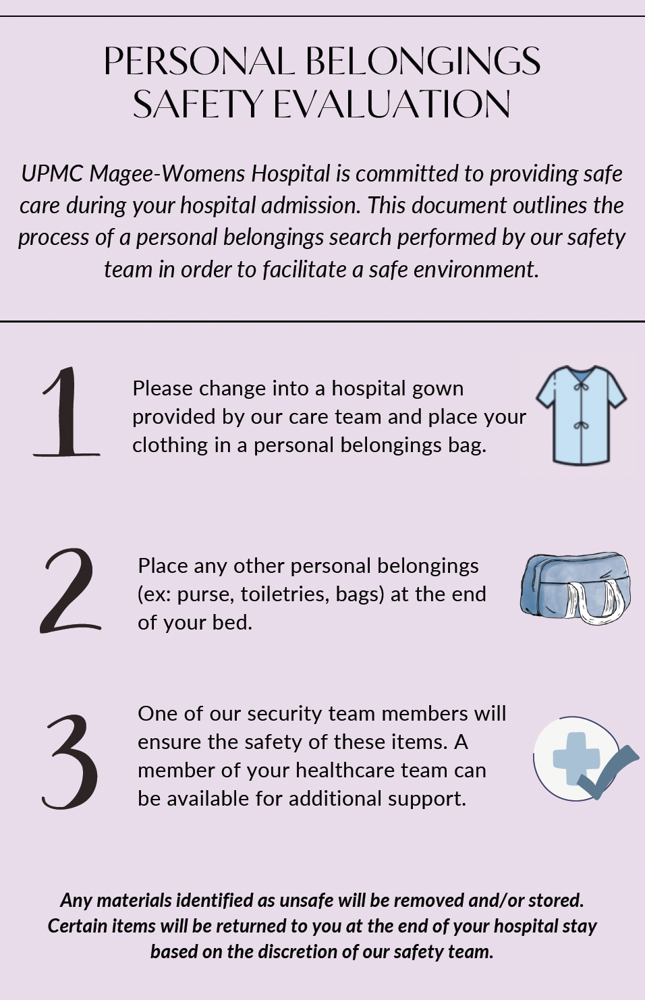 PERSONAL BELONGINGS
SAFETY EVALUATION
UPMC Magee-Womens Hospital is committed to providing safe
care during your hospital admission. This document outlines the
process of a personal belongings search performed by our safety
team in order to facilitate a safe environment.
1
Please change into a hospital gown
provided by our care team and place your
clothing in a personal belongings bag.
2
Place any other personal belongings
(ex: purse, toiletries, bags) at the end
of your bed.
3
One of our security team members will
ensure the safety of these items. A
member of your healthcare team can
be available for additional support.
Any materials identified as unsafe will be removed and/or stored.
Certain items will be returned to you at the end of your hospital stay
based on the discretion of our safety team.